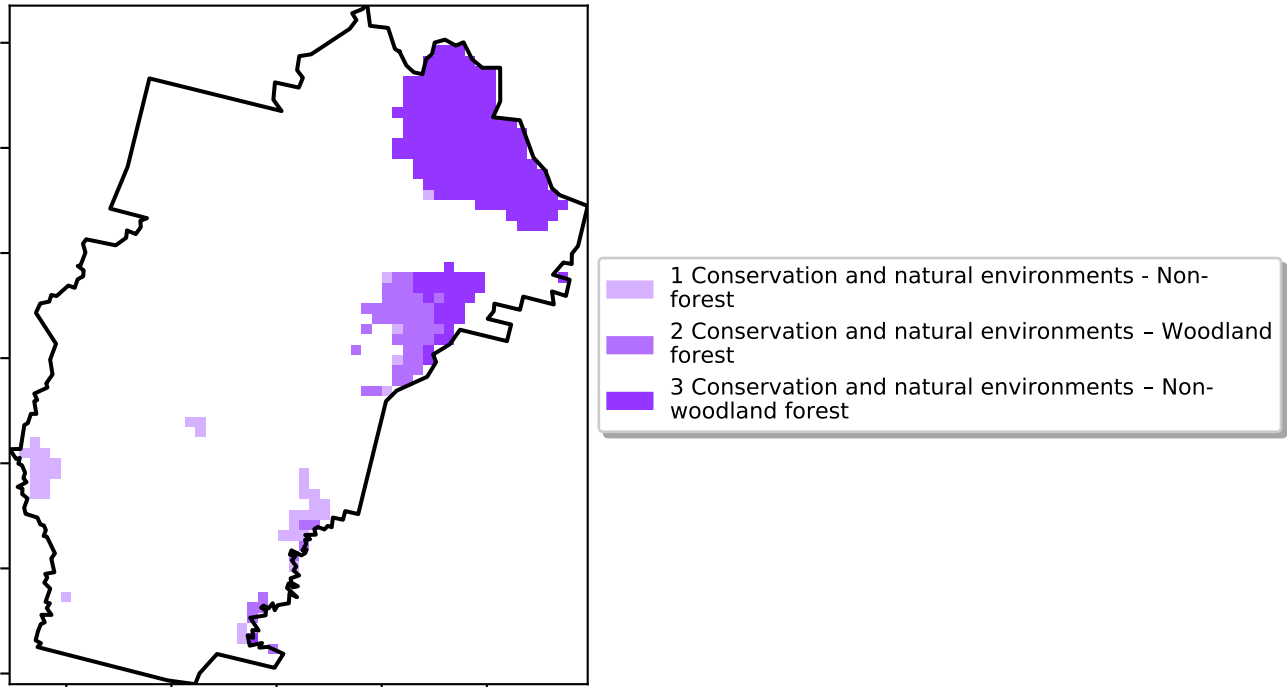 1 Conservation and natural environments - Non-
forest
2 Conservation and natural environments – Woodland
forest
3 Conservation and natural environments – Non-
woodland forest